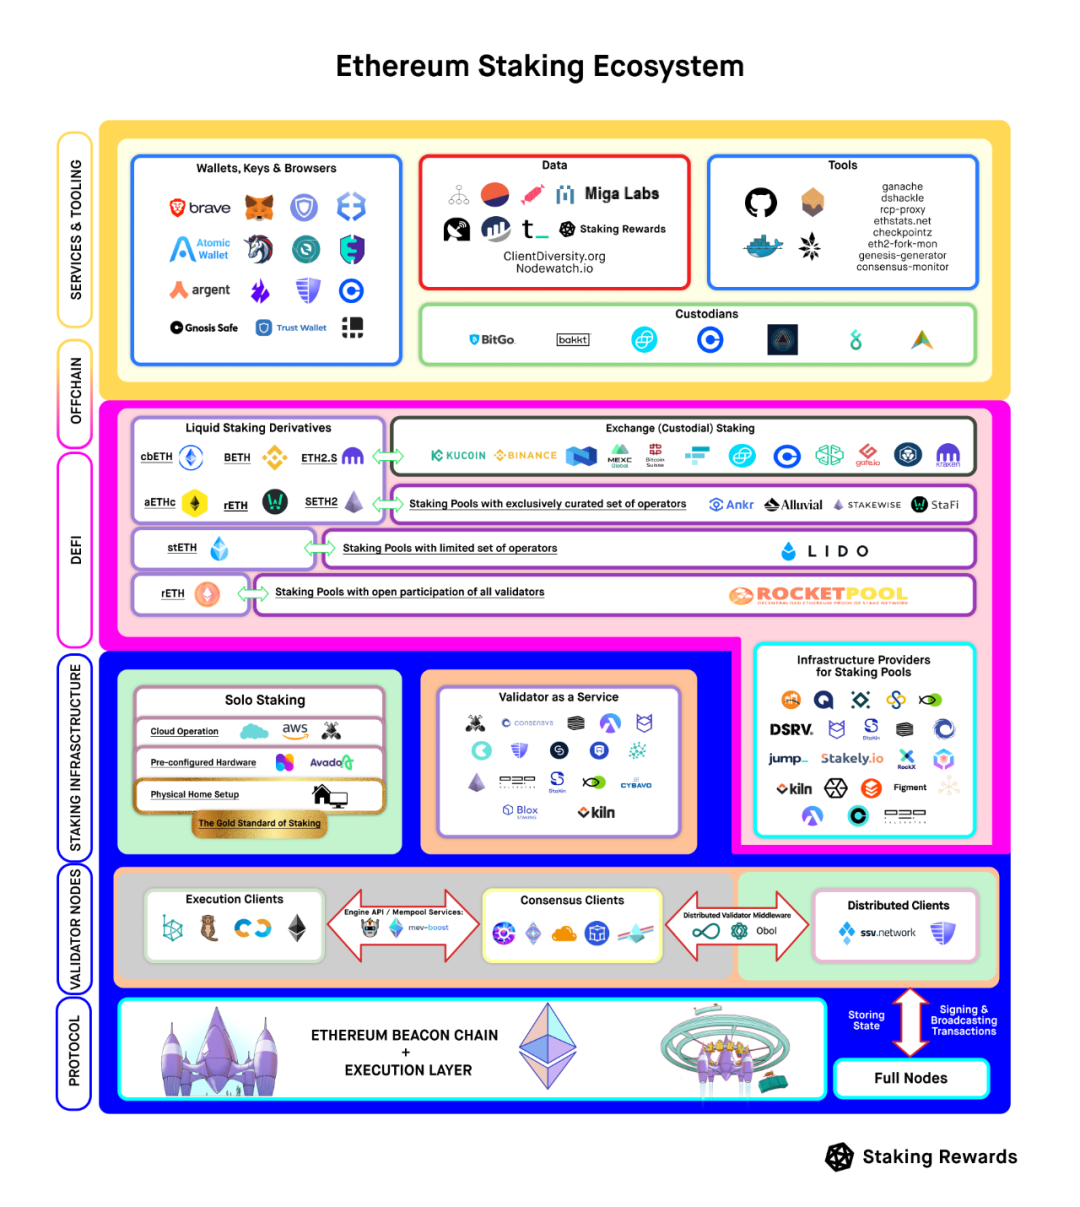 Ethereum Staking Ecosystem
SERVICES & TOOLING
Wallets, Keys & Browsers
brave
Atomic
Wallet
argent
Gnosis Safe
Trust Wallet
Data
Miga Labs
t_
Staking Rewards
ClientDiversity.org
Nodewatch.io
Tools
ganache
dshackle
rcp-proxy
ethstats.net
checkpointz
eth2-fork-mon
genesis-generator
consensus-monitor
Custodians
BitGo
bakkt
OFFCHAIN
DEFI
Liquid Staking Derivatives
cbETH
BETH
ETH2.S
aETHc
rETH
SETH2
Exchange (Custodial) Staking
KUCOIN
BINANCE
MEXC
Global
Bitcoin
Suisse
gate.io
kraken
Staking Pools with exclusively curated set of operators
Ankr
Alluvial
STAKEWISE
StaFi
stETH
Staking Pools with limited set of operators
LIDO
rETH
Staking Pools with open participation of all validators
ROCKETPOOL
DECENTRALISED ETHEREUM PROOF OF STAKE NETWORK
STAKING INFRASCTRUCTURE
Solo Staking
Cloud Operation
aws
Pre-configured Hardware
Avado
Physical Home Setup
The Gold Standard of Staking
Validator as a Service
CONSENSYS
Stakin
P2P
VALIDATOR
CYBAVO
Blox
STAKING
kiln
Infrastructure Providers
for Staking Pools
DSRV.
Stakin
jump_
Stakely.io
RockX
kiln
Figment
P2P
VALIDATOR
VALIDATOR NODES
Execution Clients
Engine API / Mempool Services:
mev-boost
Consensus Clients
Distributed Validator Middleware
Obol
Distributed Clients
ssv.network
PROTOCOL
ETHEREUM BEACON CHAIN
+
EXECUTION LAYER
Storing
State
Signing &
Broadcasting
Transactions
Full Nodes
Staking Rewards